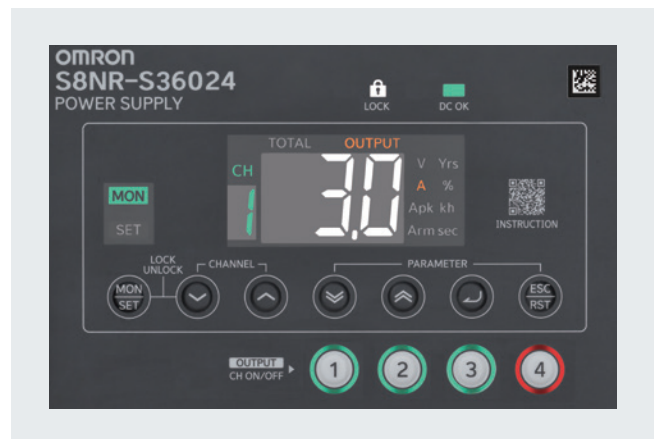 OMRON
S8NR-S36024
POWER SUPPLY
LOCK
DC OK
TOTAL OUTPUT
CH
1
3.0
V Yrs
A %
Apk kh
Arm sec
MON
SET
INSTRUCTION
LOCK
UNLOCK
CHANNEL
PARAMETER
MON
SET
ESC
RST
OUTPUT
CH ON/OFF
1
2
3
4